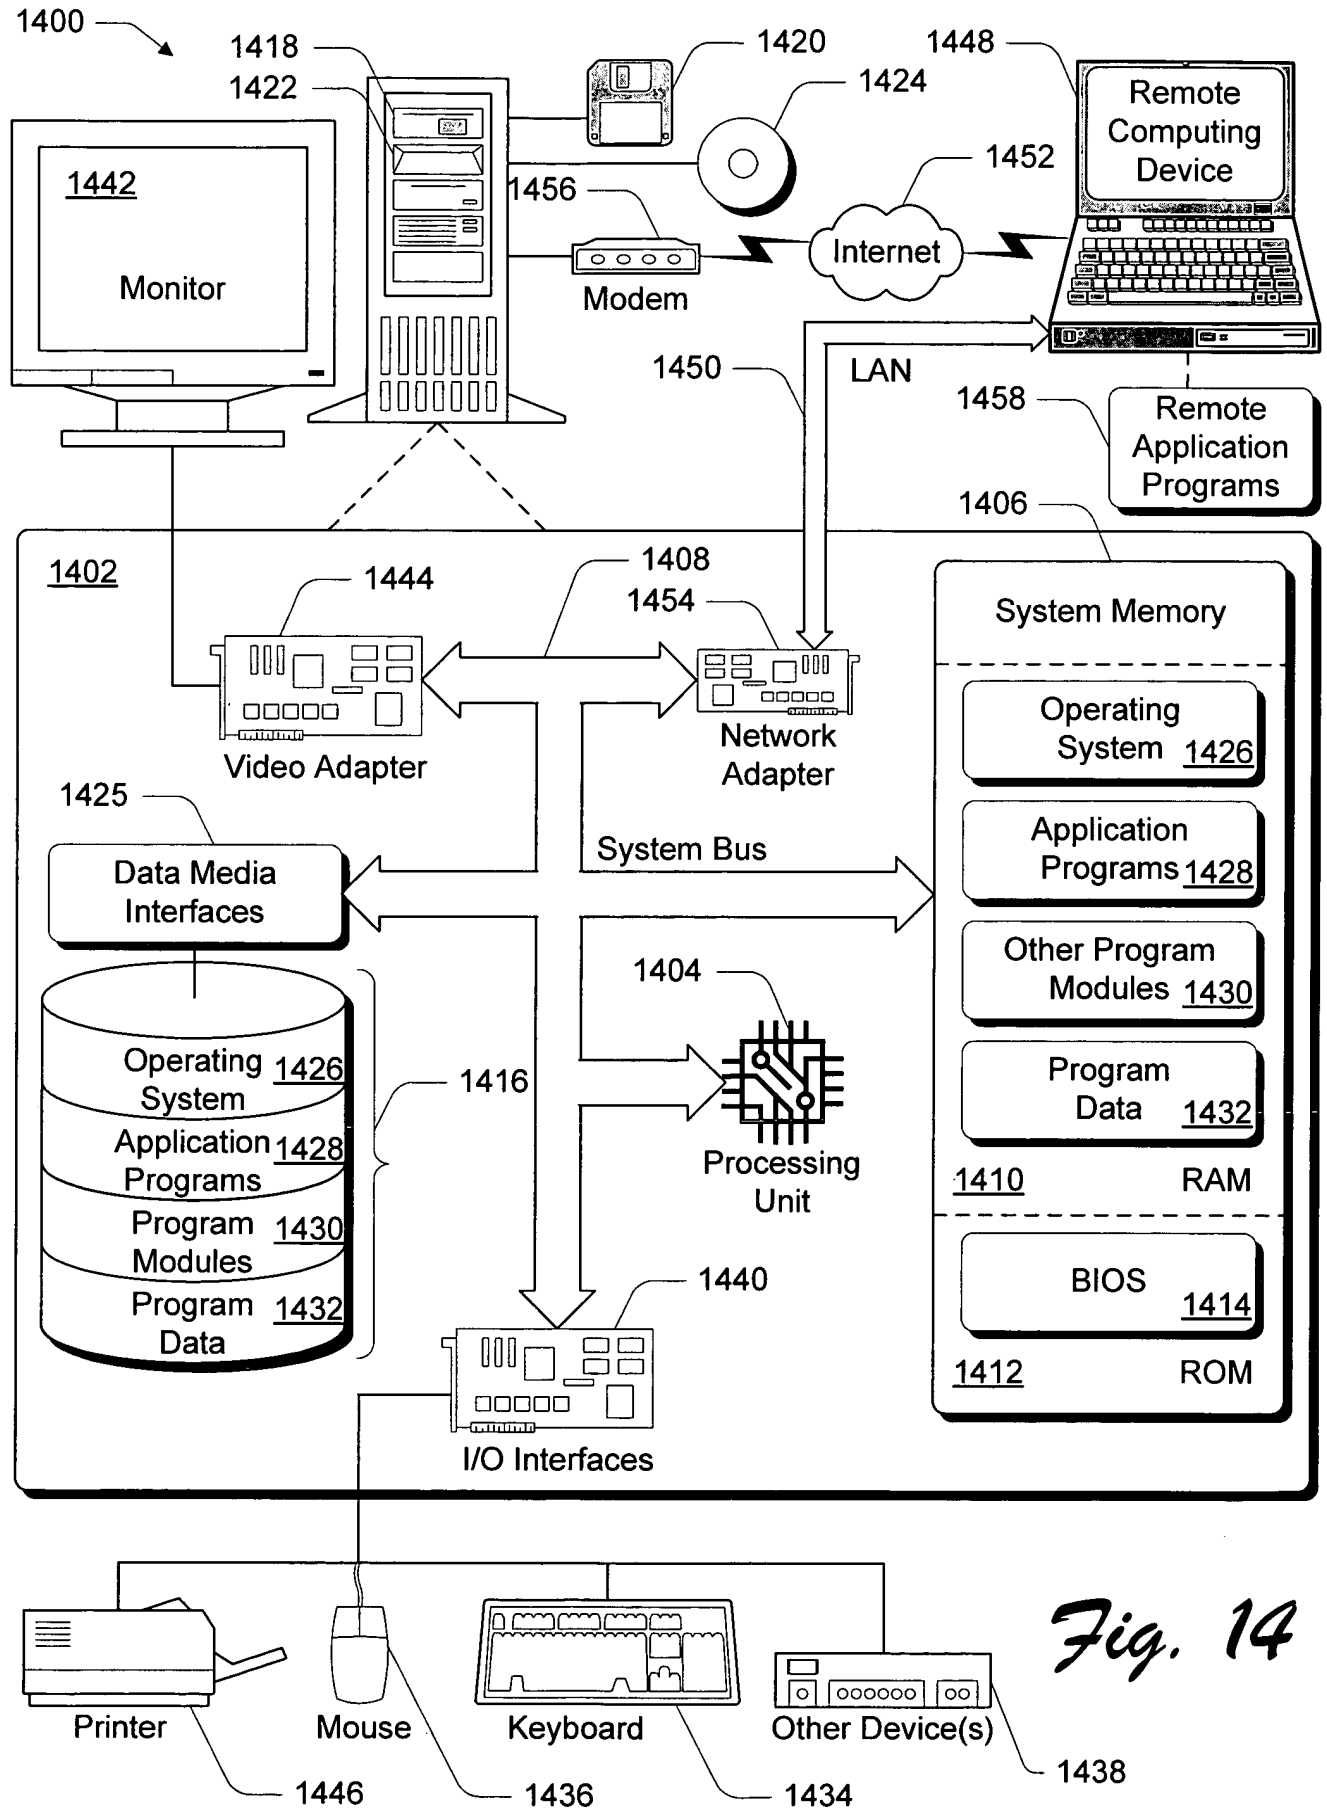 1400
1418
1422
1420
1424
1448
Remote
Computing
Device
1452
1456
1442
Monitor
Internet
Modem
1450
LAN
1458
Remote
Application
Programs
1406
1402
1444
1408
1454
System Memory
Operating
System 1426
Video Adapter
Network
Adapter
1425
Application
Programs 1428
System Bus
Data Media
Interfaces
Other Program
Modules 1430
1404
Operating
System 1426
1416
Program
Data 1432
Application
Programs 1428
Processing
Unit
1410 RAM
Program
Modules 1430
1440
BIOS
1414
Program
Data 1432
1412 ROM
I/O Interfaces
Fig. 14
Printer
Mouse
Keyboard
Other Device(s)
1446
1436
1434
1438